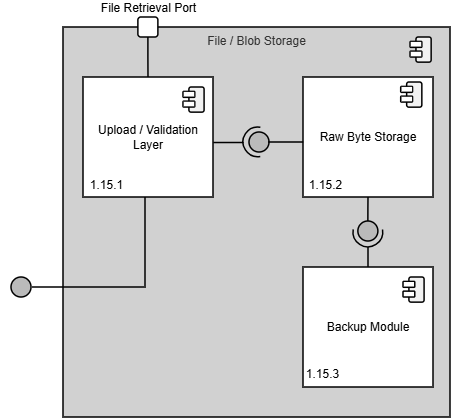 File Retrieval Port
File / Blob Storage
Upload / Validation
Layer
1.15.1
Raw Byte Storage
1.15.2
Backup Module
1.15.3